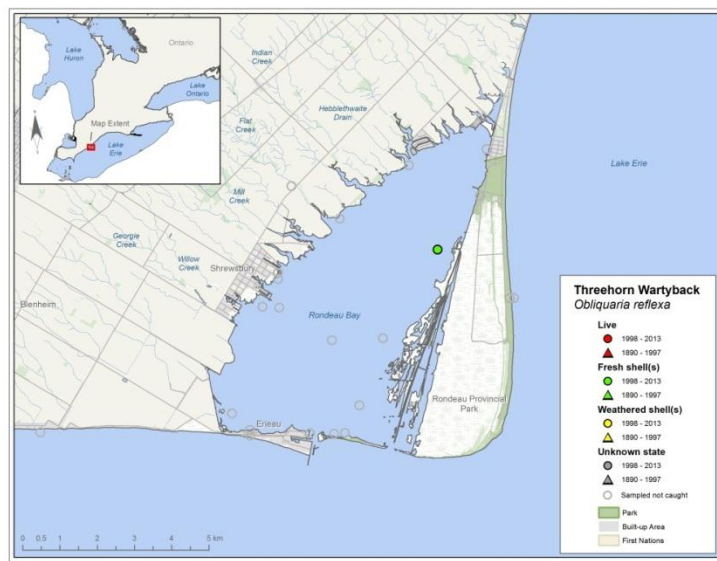 Ontario
Lake
Huron
Lake
Ontario
Map Extent
Lake
Erie
Indian
Creek
Hebblethwaite
Drain
Flat
Creek
Mill
Creek
Georgie
Creek
Willow
Creek
Shrewsbury
Blenheim
Lake Erie
Rondeau Bay
Rondeau Provincial
Park
Erieau
0 0.5 1 2 3 4 5 km
Threehorn Wartyback
Obliquaria reflexa
Live
1998 - 2013
1890 - 1997
Fresh shell(s)
1998 - 2013
1890 - 1997
Weathered shell(s)
1998 - 2013
1890 - 1997
Unknown state
1998 - 2013
1890 - 1997
Sampled not caught
Park
Built-up Area
First Nations